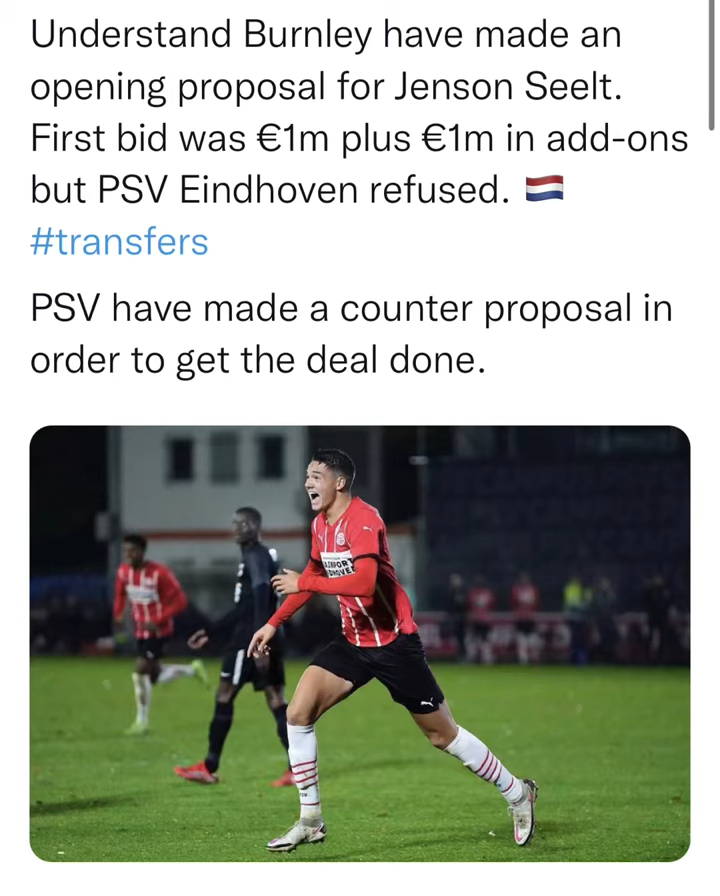 Understand Burnley have made an
opening proposal for Jenson Seelt.
First bid was €1m plus €1m in add-ons
but PSV Eindhoven refused. 🇳🇱
#transfers
PSV have made a counter proposal in
order to get the deal done.